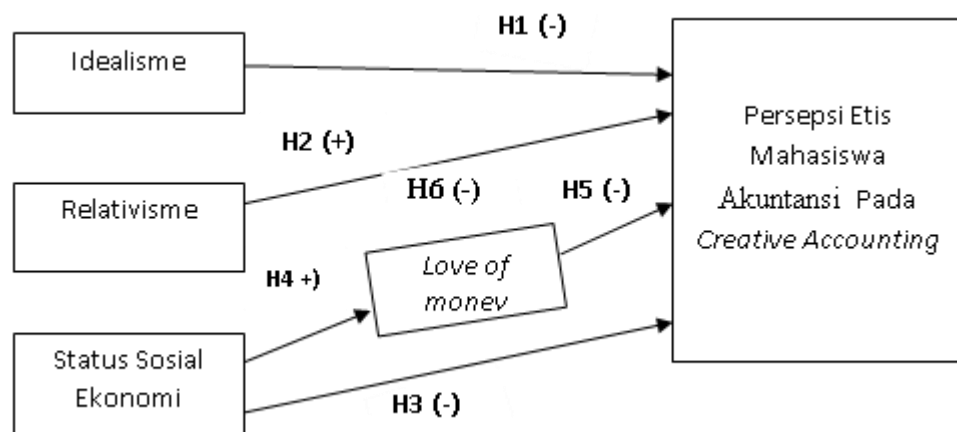 H1 (-)
Idealisme
H2 (+)
Relativisme
H6 (-)
H5 (-)
Persepsi Etis
Mahasiswa
Akuntansi Pada
Creative Accounting
H4 +)
Love of
monev
Status Sosial
Ekonomi
H3 (-)